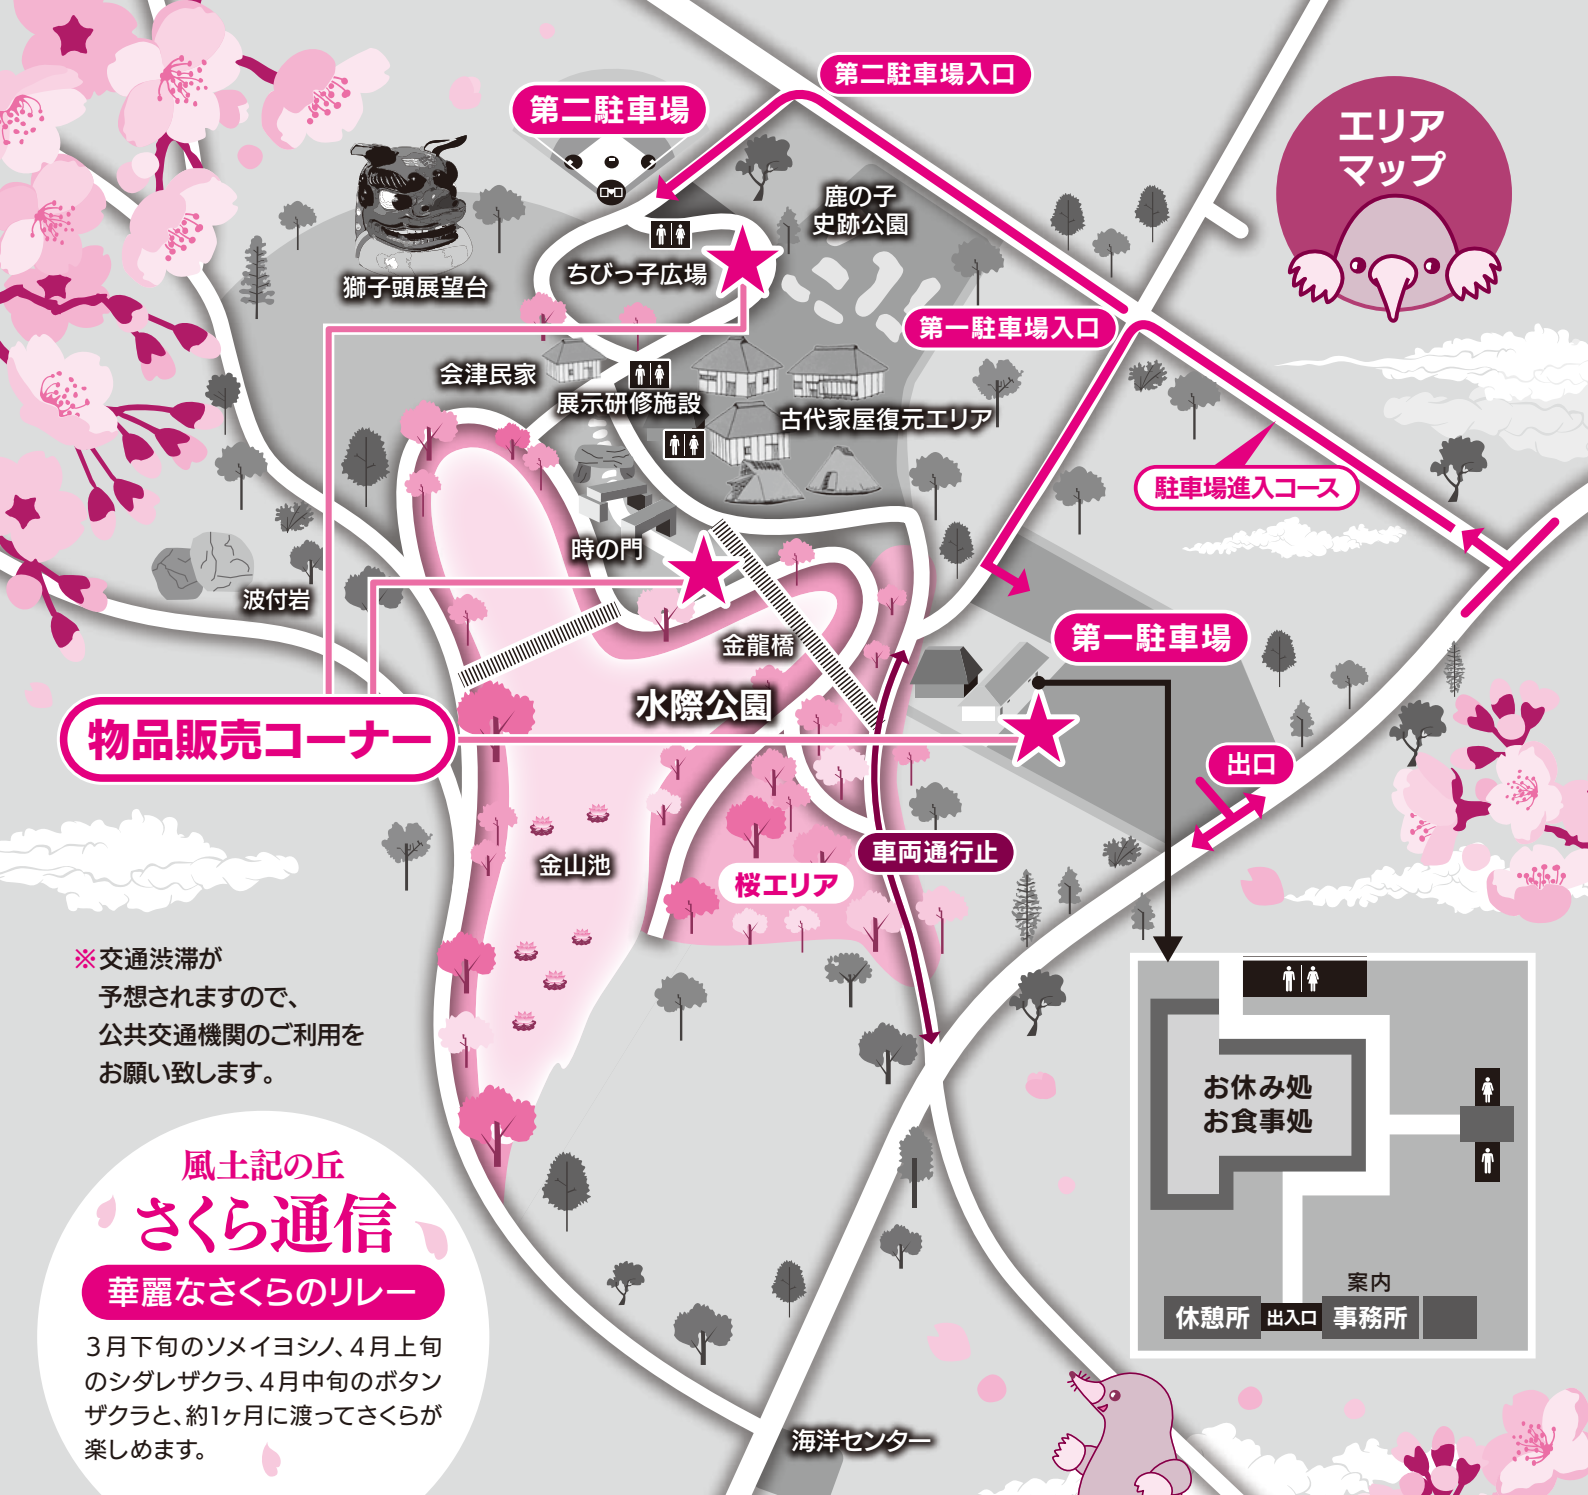 エリア
マップ
第二駐車場入口
第二駐車場
鹿の子
史跡公園
獅子頭展望台
ちびっ子広場
第一駐車場入口
会津民家
展示研修施設
古代家屋復元エリア
駐車場進入コース
時の門
波付岩
金龍橋
第一駐車場
水際公園
物品販売コーナー
出口
車両通行止
金山池
桜エリア
※交通渋滞が
予想されますので、
公共交通機関のご利用を
お願い致します。
お休み処
お食事処
案内
休憩所
出入口
事務所
風土記の丘
さくら通信
華麗なさくらのリレー
3月下旬のソメイヨシノ、4月上旬
のシダレザクラ、4月中旬のボタン
ザクラと、約1ヶ月に渡ってさくらが
楽しめます。
海洋センター